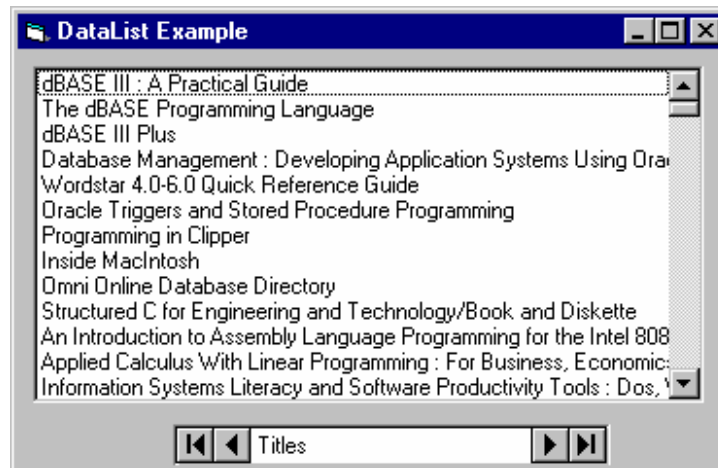 DataList Example
dBASE III : A Practical Guide
The dBASE Programming Language
dBASE III Plus
Database Management : Developing Application Systems Using Orac
Wordstar 4.0-6.0 Quick Reference Guide
Oracle Triggers and Stored Procedure Programming
Programming in Clipper
Inside MacIntosh
Omni Online Database Directory
Structured C for Engineering and Technology/Book and Diskette
An Introduction to Assembly Language Programming for the Intel 808
Applied Calculus With Linear Programming : For Business, Economics
Information Systems Literacy and Software Productivity Tools : Dos,
Titles